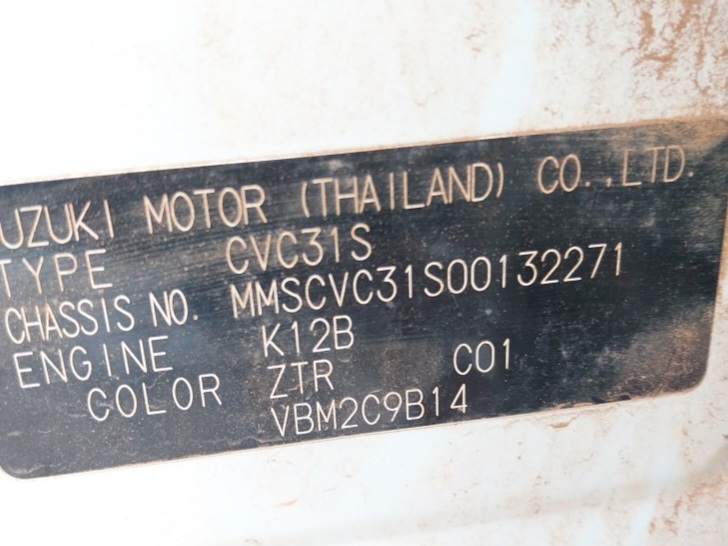 UZUKI MOTOR (THAILAND) CO.,LTD.
TYPE CVC31S
CHASSIS NO. MMSCVC31S00132271
ENGINE K12B
COLOR ZTR C01
VBM2C9B14